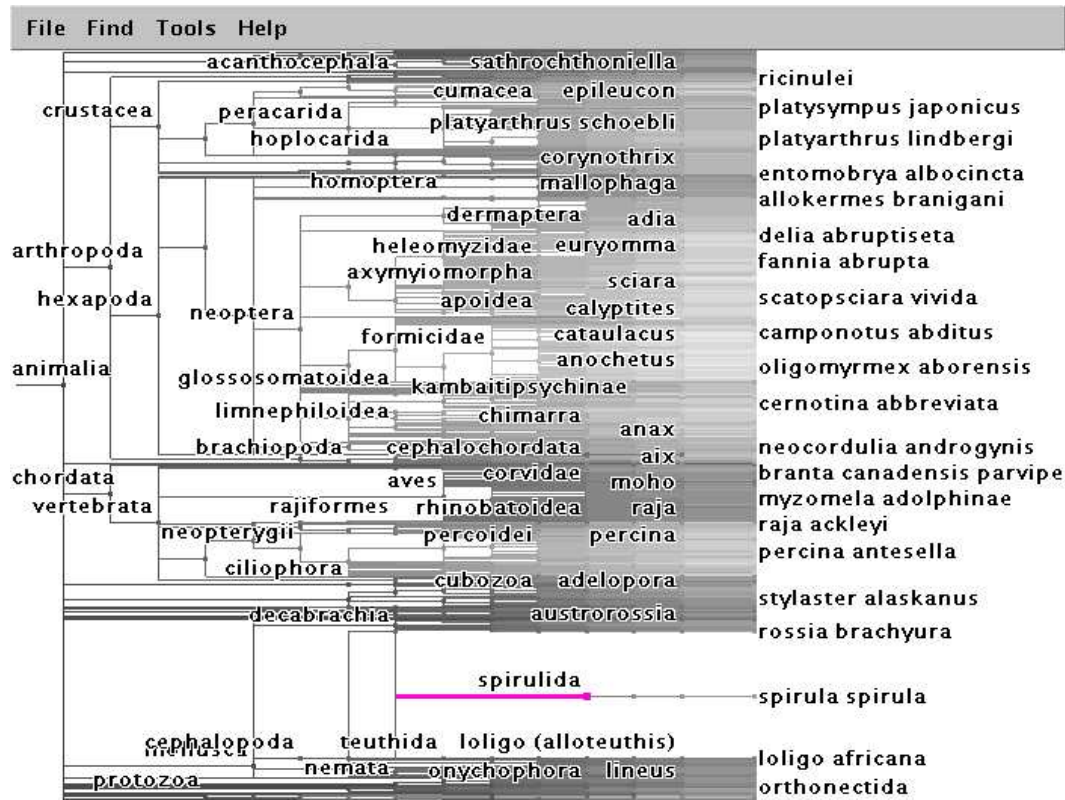 File Find Tools Help
acanthocephala sathrochthoniella
ricinulei
cumacea epileucon
crustacea peracarida platysympus japonicus
platyarthrus schoebli
hoplocarida platyarthrus lindbergi
corynothrix
homoptera mallophaga entomobrya albocincta
allokermes branigani
dermaptera adia
arthropoda heleomyzidae euryomma delia abruptiseta
fannia abrupta
axymyiomorpha sciara
hexapoda apoidea calyptites scatopsciara vivida
neoptera
formicidae cataulacus camponotus abditus
anochetus
animalia glossosomatoidea oligomyrmex aborensis
kambaitipsychinae
limnephiloidea chimarra cernotina abbreviata
anax
brachiopoda cephalochordata aix neocordulia androgynis
chordata aves corvidae moho branta canadensis parvipe
vertebrata rajiformes rhinobatoidea raja myzomela adolphinae
raja ackleyi
neopterygii percoidei percina
percina antesella
ciliophora cubozoa adelopora
stylaster alaskanus
decabrachia austrorossia
rossia brachyura
spirulida
spirula spirula
cephalopoda teuthida loligo (alloteuthis)
loligo africana
protozoa nemata onychophora lineus
orthonectida